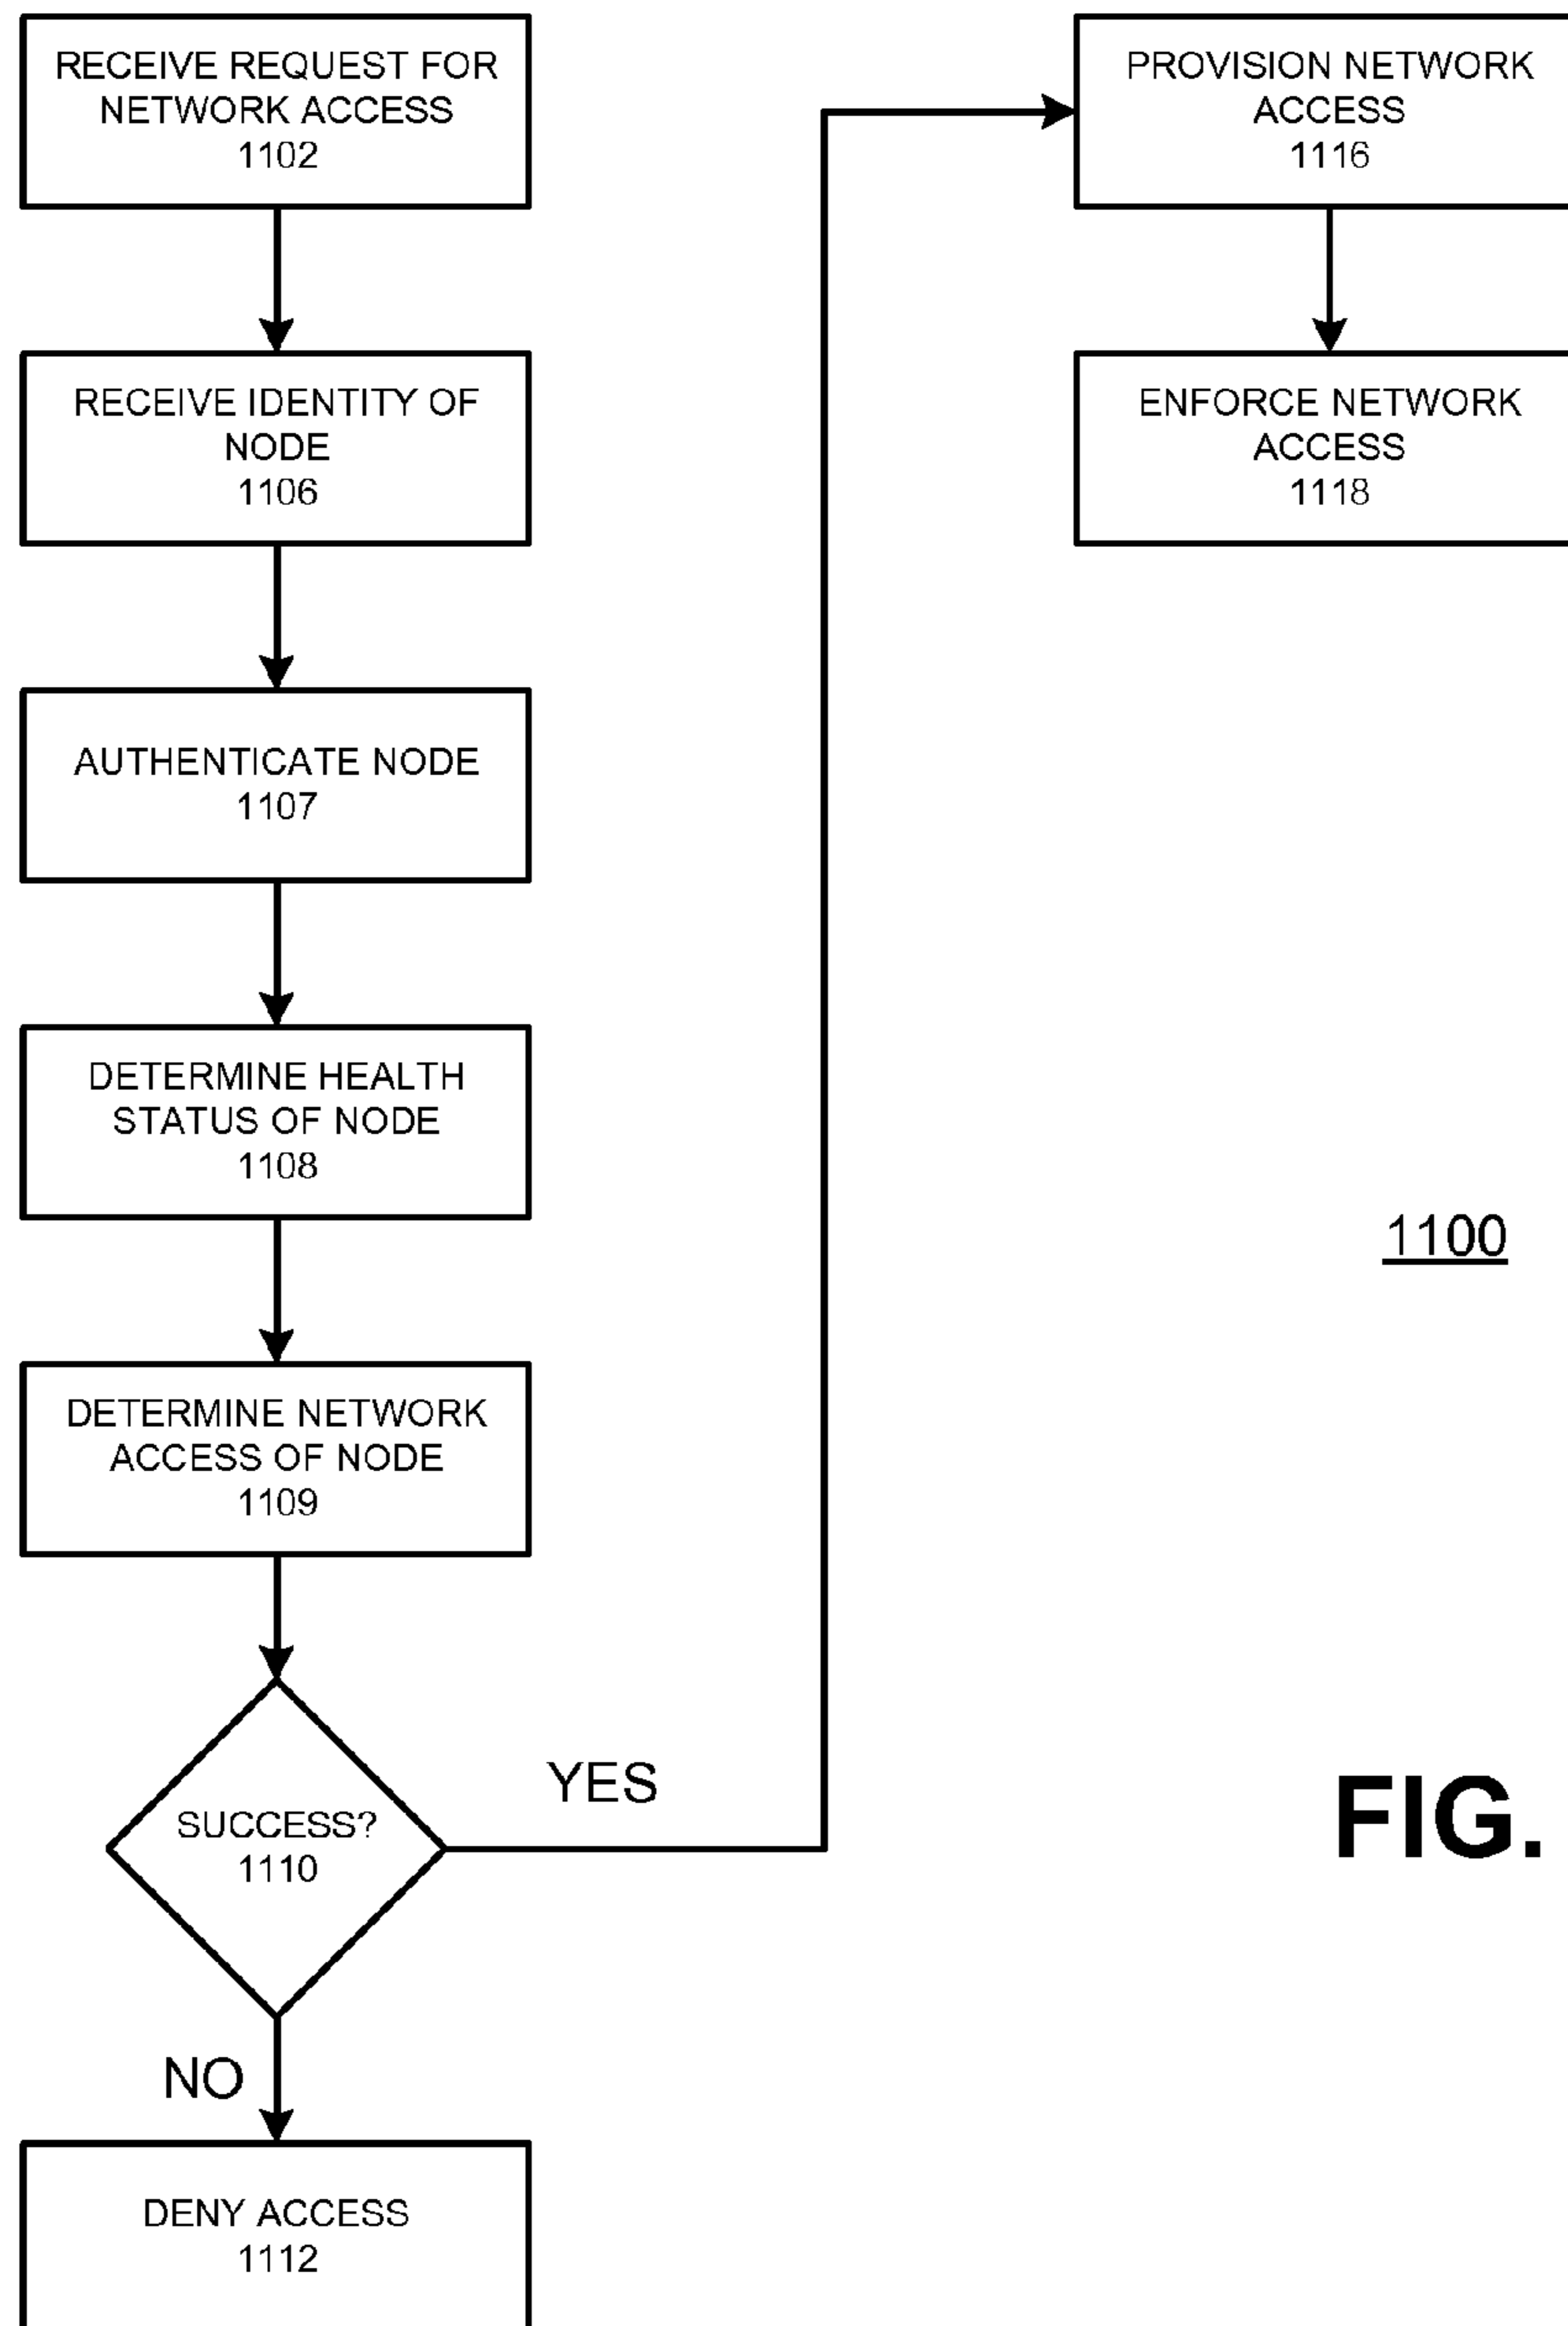 RECEIVE REQUEST FOR
NETWORK ACCESS
1102
RECEIVE IDENTITY OF
NODE
1106
AUTHENTICATE NODE
1107
DETERMINE HEALTH
STATUS OF NODE
1108
DETERMINE NETWORK
ACCESS OF NODE
1109
SUCCESS?
1110
YES
NO
DENY ACCESS
1112
PROVISION NETWORK
ACCESS
1116
ENFORCE NETWORK
ACCESS
1118
1100
FIG.